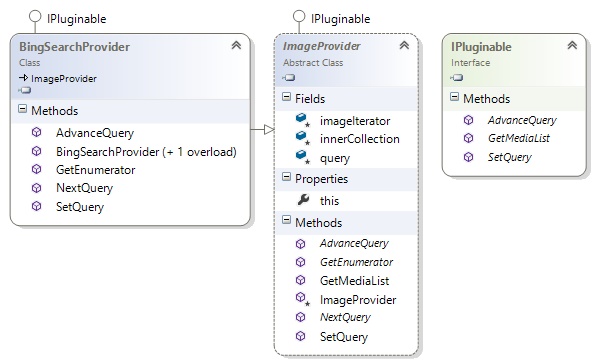 IPluginable
BingSearchProvider
Class
ImageProvider
Methods
AdvanceQuery
BingSearchProvider (+ 1 overload)
GetEnumerator
NextQuery
SetQuery
IPluginable
ImageProvider
Abstract Class
Fields
imageIterator
innerCollection
query
Properties
this
Methods
AdvanceQuery
GetEnumerator
GetMediaList
ImageProvider
NextQuery
SetQuery
IPluginable
Interface
Methods
AdvanceQuery
GetMediaList
SetQuery